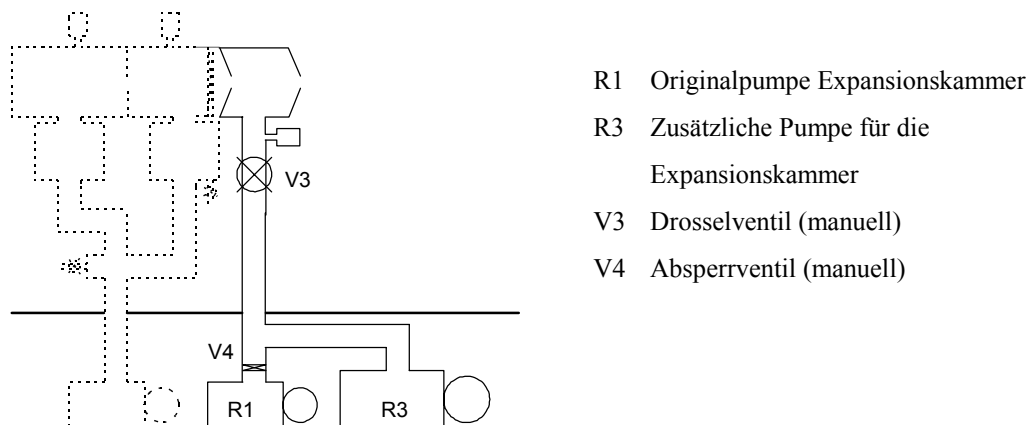 R1 Originalpumpe Expansionskammer
R3 Zusätzliche Pumpe für die
Expansionskammer
V3 Drosselventil (manuell)
V4 Absperrventil (manuell)
V3
V4
R1
R3